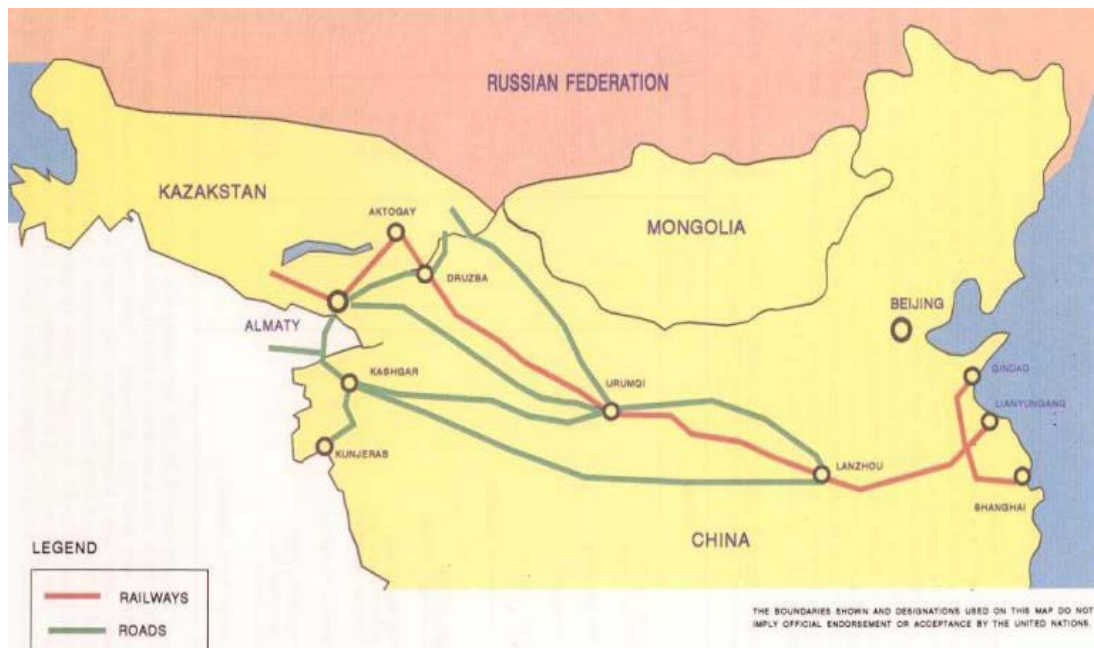 RUSSIAN FEDERATION
KAZAKSTAN
AKTOGAY
MONGOLIA
DRUZBA
BEIJING
ALMATY
KASHGAR
QINDAO
URUMQI
LIANYUNGANG
KUNJERAB
LANZHOU
SHANGHAI
CHINA
LEGEND
RAILWAYS
ROADS
THE BOUNDARIES SHOWN AND DESIGNATIONS USED ON THIS MAP DO NOT
IMPLY OFFICIAL ENDORSEMENT OR ACCEPTANCE BY THE UNITED NATIONS.